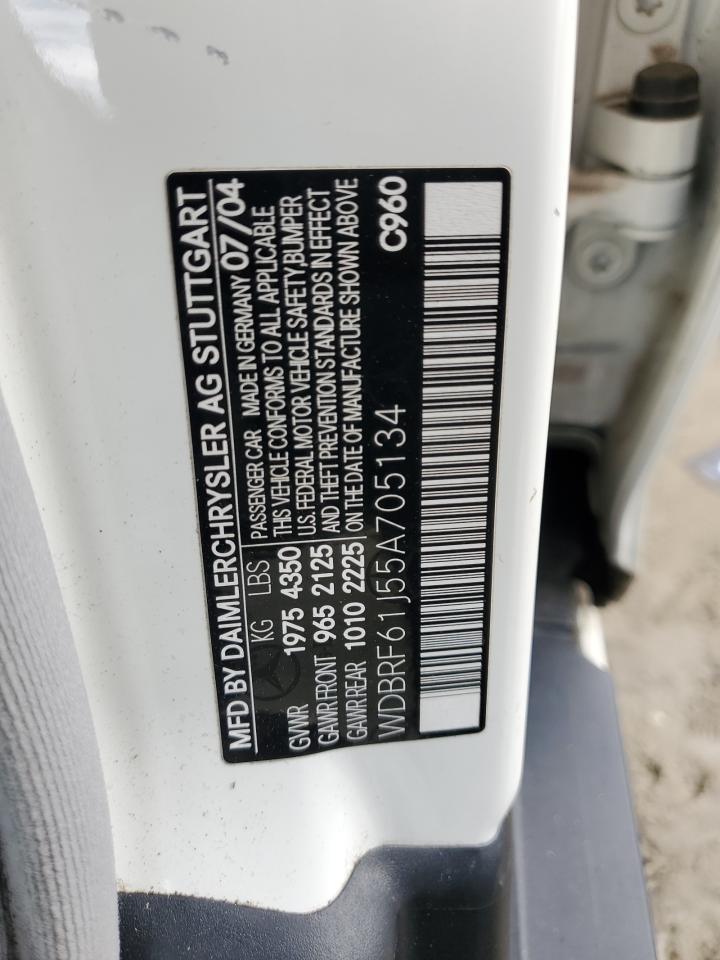 MFD BY DAIMLERCHRYSLER AG STUTTGART
PASSENGER CAR MADE IN GERMANY 07/04
KG LBS
THIS VEHICLE CONFORMS TO ALL APPLICABLE
GVWR 1975 4350
U.S. FEDERAL MOTOR VEHICLE SAFETY,BUMPER
GAWR FRONT 965 2125
AND THEFT PREVENTION STANDARDS IN EFFECT
GAWR REAR 1010 2225
ON THE DATE OF MANUFACTURE SHOWN ABOVE
WDBRF61J55A705134
C960